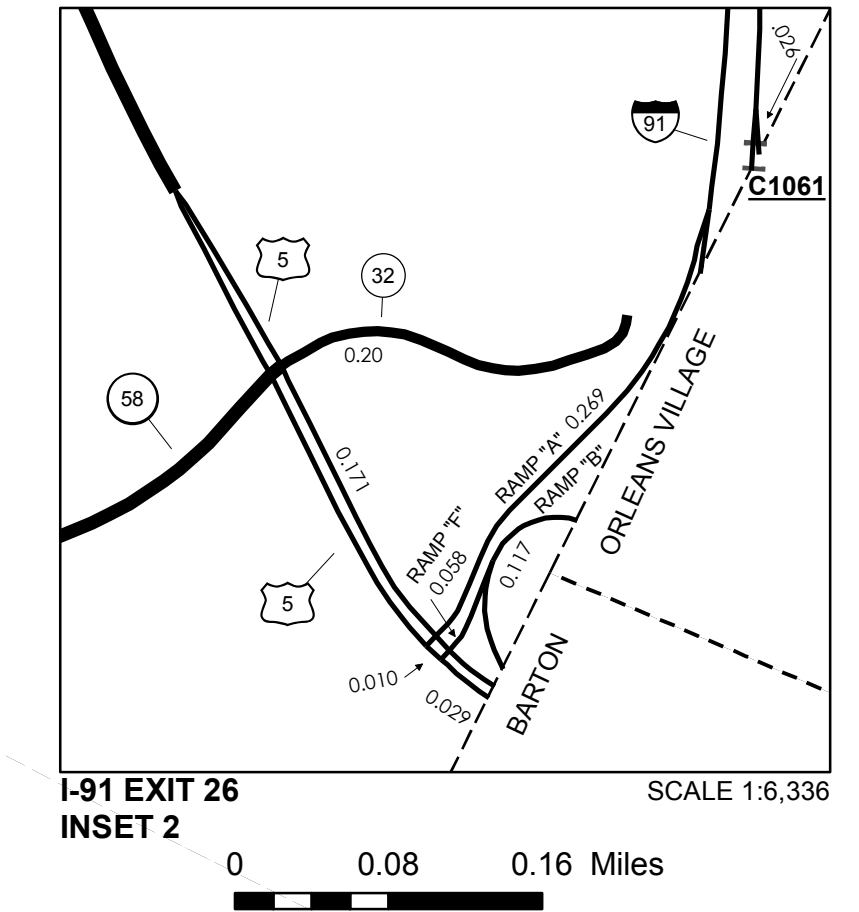 .026
91
C1061
5
32
0.20
58
0.171
RAMP "A" 0.269
RAMP "B"
ORLEANS VILLAGE
RAMP "F"
0.058
0.117
5
0.010
0.029
BARTON
I-91 EXIT 26
INSET 2
SCALE 1:6,336
0 0.08 0.16 Miles